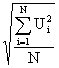 √(∑_{i=1}^{N} U_i^2 / N)